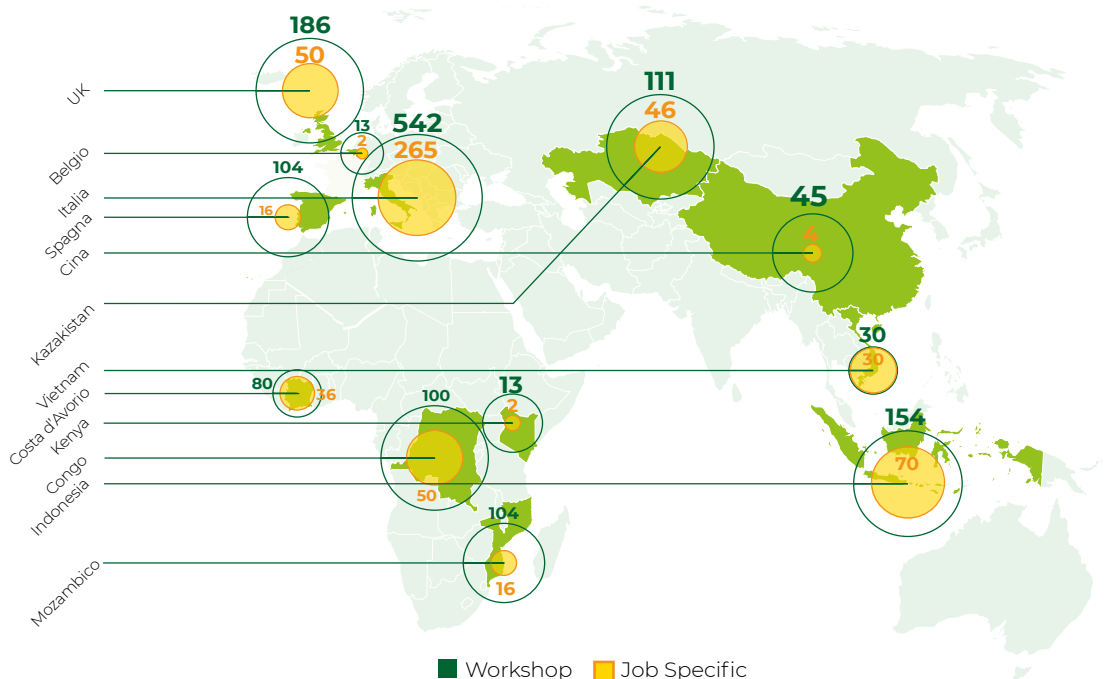 186
50
UK
13
2
Belgio
542
265
Italia
104
16
Spagna
45
4
Cina
111
46
Kazakistan
30
30
Vietnam
80
36
Costa d'Avorio
13
2
Kenya
100
50
Congo
154
70
Indonesia
104
16
Mozambico
Workshop
Job Specific